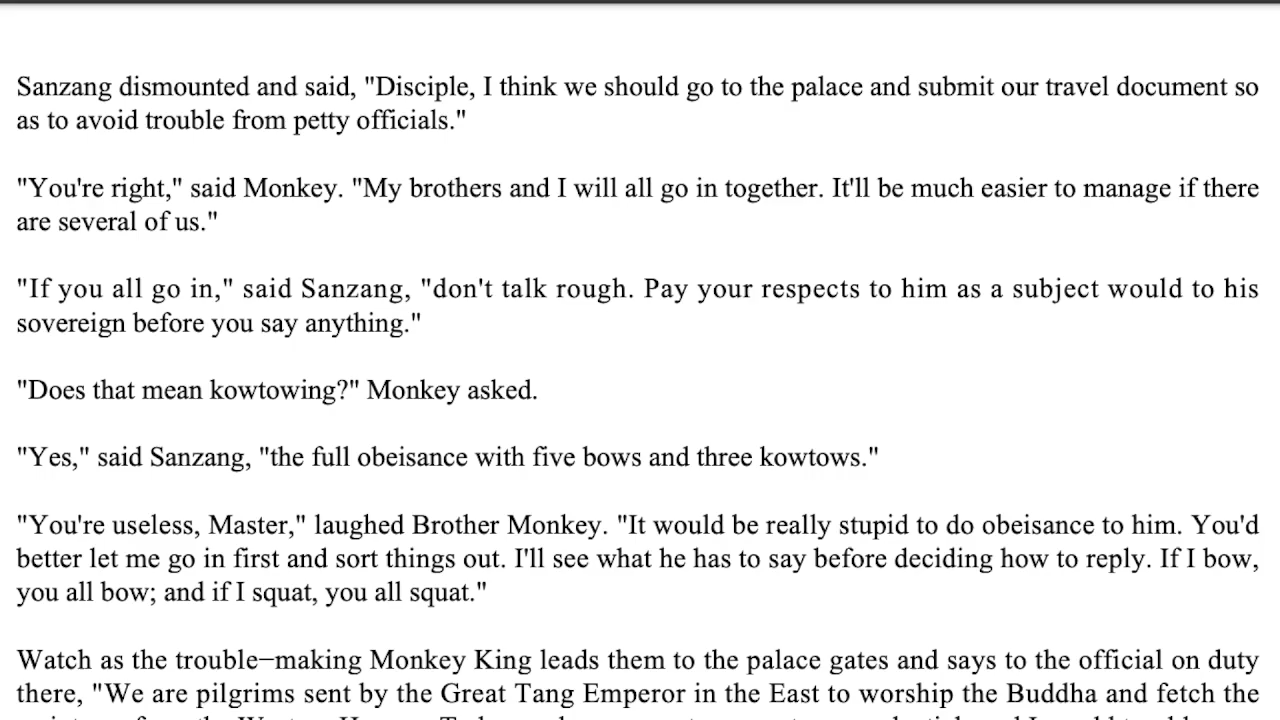 Sanzang dismounted and said, "Disciple, I think we should go to the palace and submit our travel document so
as to avoid trouble from petty officials."
"You're right," said Monkey. "My brothers and I will all go in together. It'll be much easier to manage if there
are several of us."
"If you all go in," said Sanzang, "don't talk rough. Pay your respects to him as a subject would to his
sovereign before you say anything."
"Does that mean kowtowing?" Monkey asked.
"Yes," said Sanzang, "the full obeisance with five bows and three kowtows."
"You're useless, Master," laughed Brother Monkey. "It would be really stupid to do obeisance to him. You'd
better let me go in first and sort things out. I'll see what he has to say before deciding how to reply. If I bow,
you all bow; and if I squat, you all squat."
Watch as the trouble−making Monkey King leads them to the palace gates and says to the official on duty
there, "We are pilgrims sent by the Great Tang Emperor in the East to worship the Buddha and fetch the